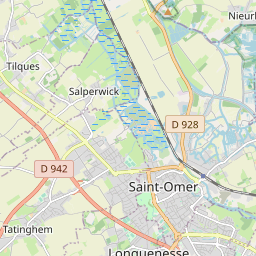 Nieurl
Tilques
Salperwick
D 928
D 942
Saint-Omer
Tatinghem
Longuenesse